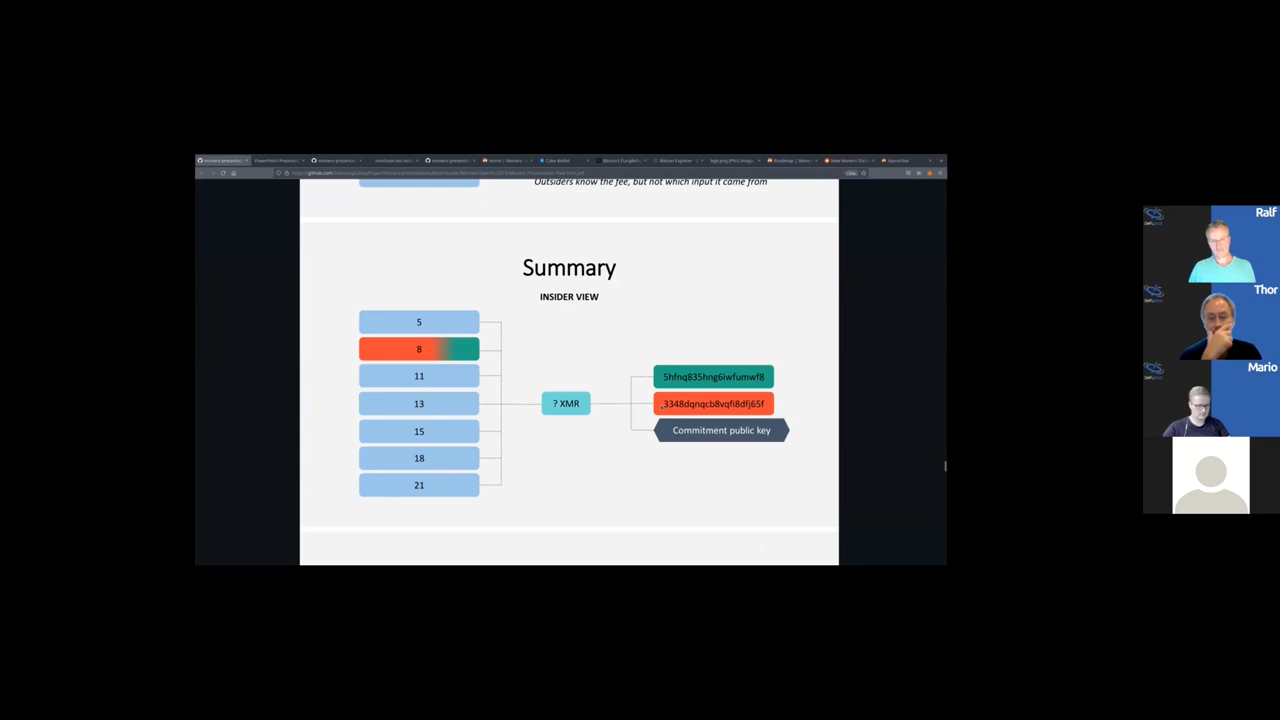 Outsiders know the fee, but not which input it came from
Summary
INSIDER VIEW
5
8
11
13
15
18
21
? XMR
5hfnq835hng6iwfumwf8
3348dqnqcb8vqfi8dfj65f
Commitment public key
Ralf
Thor
Mario